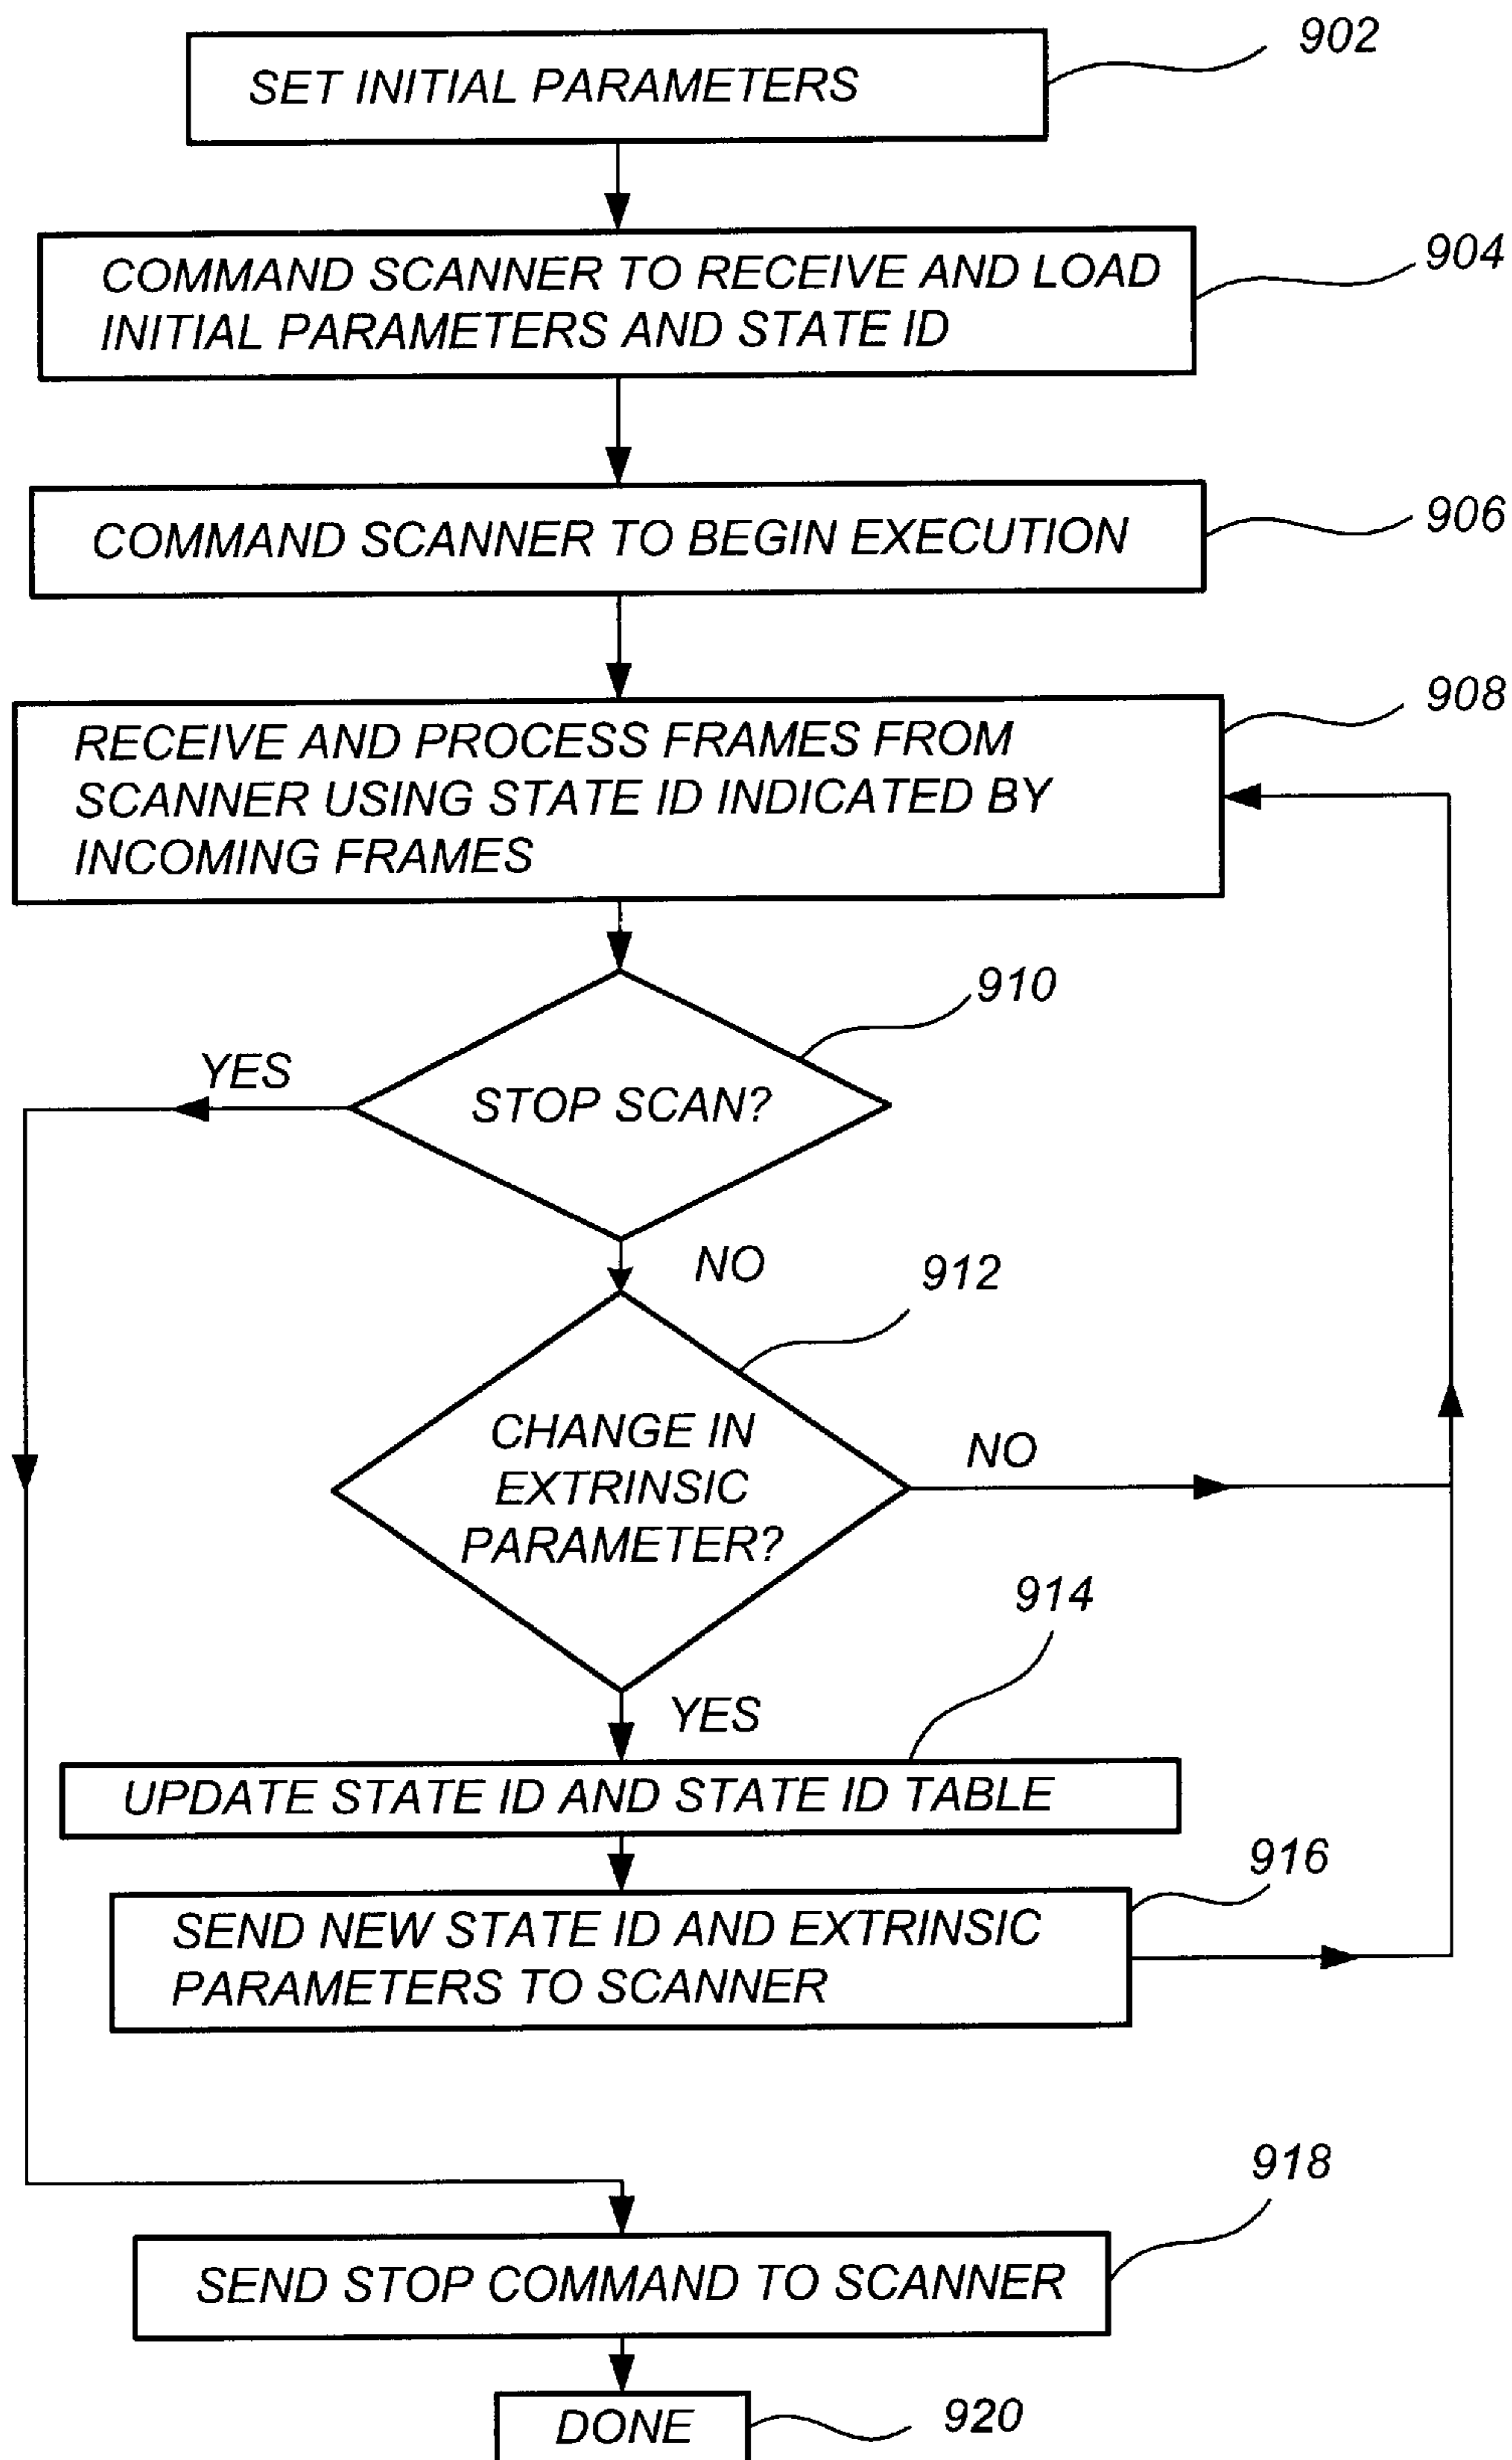 902
SET INITIAL PARAMETERS
904
COMMAND SCANNER TO RECEIVE AND LOAD
INITIAL PARAMETERS AND STATE ID
906
COMMAND SCANNER TO BEGIN EXECUTION
908
RECEIVE AND PROCESS FRAMES FROM
SCANNER USING STATE ID INDICATED BY
INCOMING FRAMES
910
YES
STOP SCAN?
NO
912
CHANGE IN
EXTRINSIC
PARAMETER?
NO
914
YES
UPDATE STATE ID AND STATE ID TABLE
916
SEND NEW STATE ID AND EXTRINSIC
PARAMETERS TO SCANNER
918
SEND STOP COMMAND TO SCANNER
DONE
920